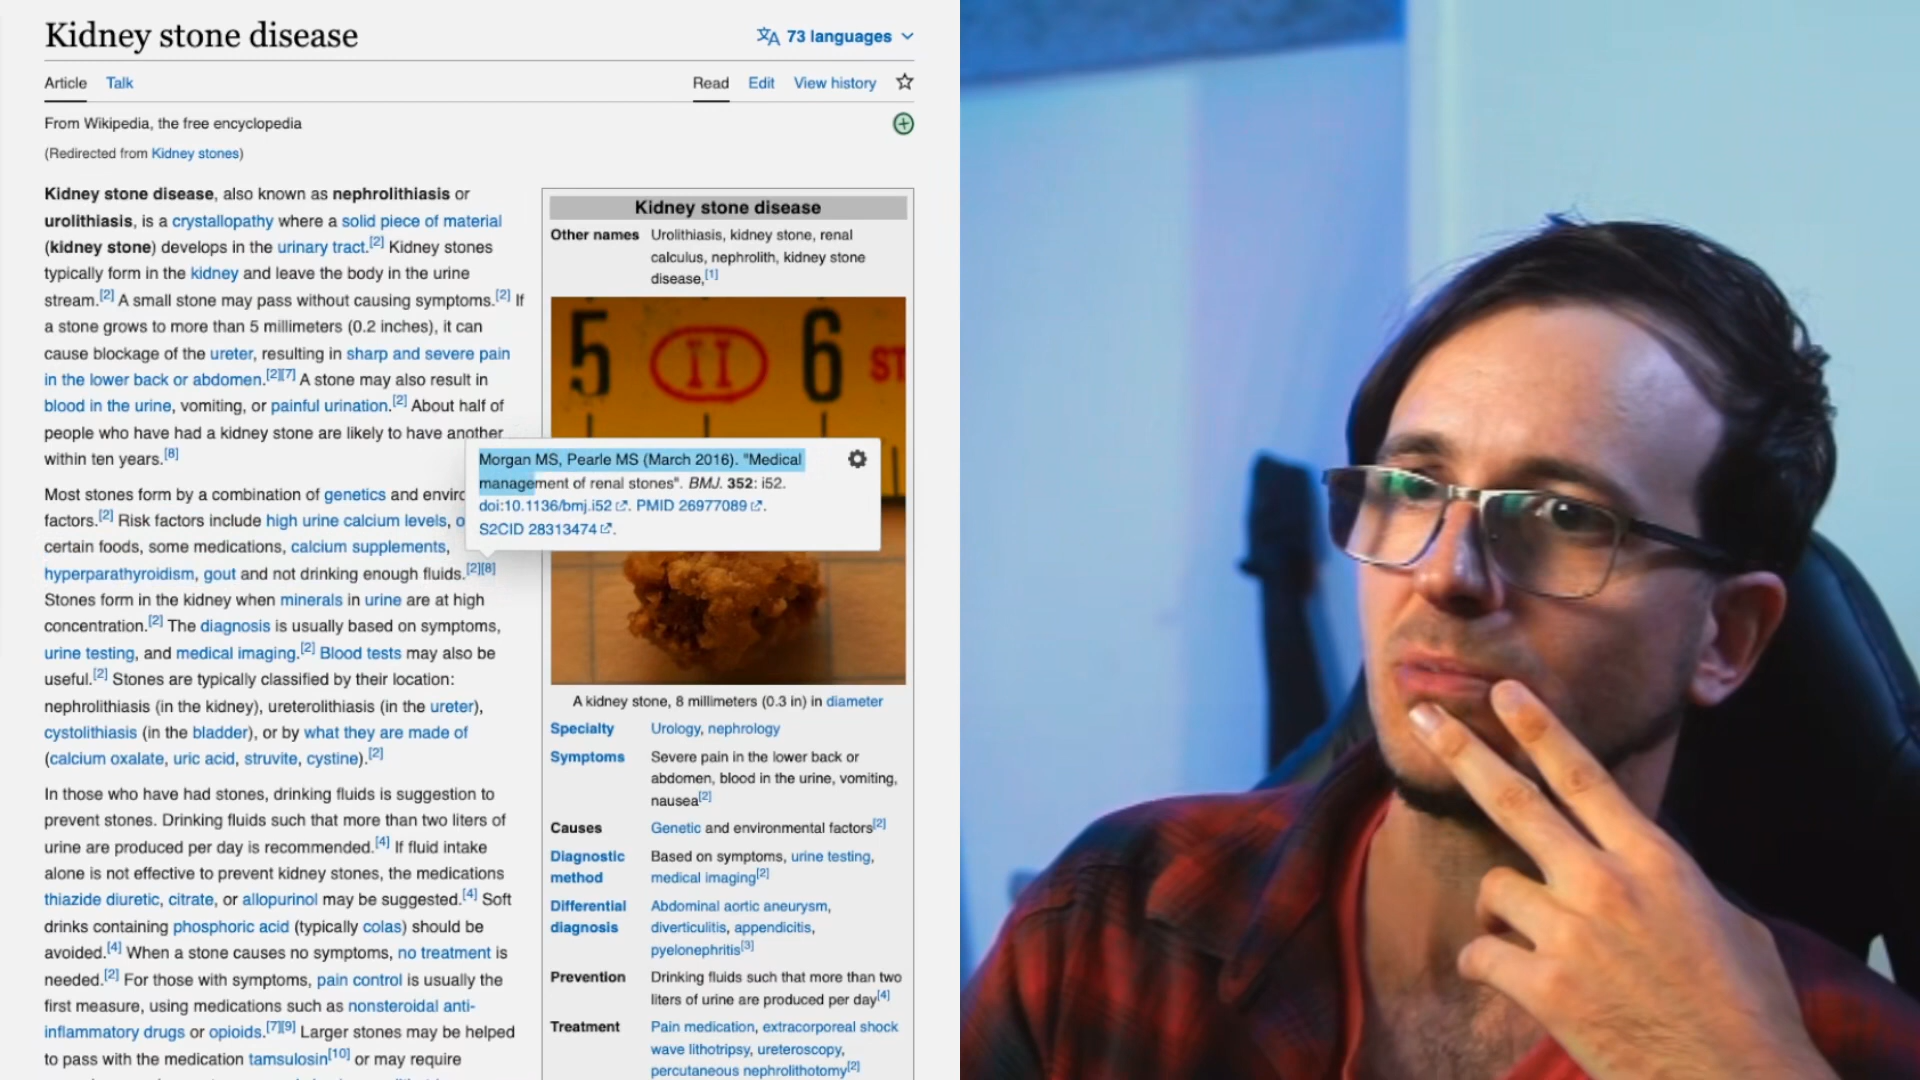 Kidney stone disease
73 languages
Article Talk Read Edit View history
From Wikipedia, the free encyclopedia
(Redirected from Kidney stones)
Kidney stone disease, also known as nephrolithiasis or
urolithiasis, is a crystallopathy where a solid piece of material
(kidney stone) develops in the urinary tract.[2] Kidney stones
typically form in the kidney and leave the body in the urine
stream.[2] A small stone may pass without causing symptoms.[2] If
a stone grows to more than 5 millimeters (0.2 inches), it can
cause blockage of the ureter, resulting in sharp and severe pain
in the lower back or abdomen.[2][7] A stone may also result in
blood in the urine, vomiting, or painful urination.[2] About half of
people who have had a kidney stone are likely to have another
within ten years.[8]
Most stones form by a combination of genetics and enviro
factors.[2] Risk factors include high urine calcium levels, o
certain foods, some medications, calcium supplements,
hyperparathyroidism, gout and not drinking enough fluids.[2][8]
Stones form in the kidney when minerals in urine are at high
concentration.[2] The diagnosis is usually based on symptoms,
urine testing, and medical imaging.[2] Blood tests may also be
useful.[2] Stones are typically classified by their location:
nephrolithiasis (in the kidney), ureterolithiasis (in the ureter),
cystolithiasis (in the bladder), or by what they are made of
(calcium oxalate, uric acid, struvite, cystine).[2]
In those who have had stones, drinking fluids is suggestion to
prevent stones. Drinking fluids such that more than two liters of
urine are produced per day is recommended.[4] If fluid intake
alone is not effective to prevent kidney stones, the medications
thiazide diuretic, citrate, or allopurinol may be suggested.[4] Soft
drinks containing phosphoric acid (typically colas) should be
avoided.[4] When a stone causes no symptoms, no treatment is
needed.[2] For those with symptoms, pain control is usually the
first measure, using medications such as nonsteroidal anti-
inflammatory drugs or opioids.[7][9] Larger stones may be helped
to pass with the medication tamsulosin[10] or may require
Kidney stone disease
Other names Urolithiasis, kidney stone, renal
calculus, nephrolith, kidney stone
disease,[1]
5 II 6 ST
Morgan MS, Pearle MS (March 2016). "Medical
management of renal stones". BMJ. 352: i52.
doi:10.1136/bmj.i52. PMID 26977089.
S2CID 28313474.
A kidney stone, 8 millimeters (0.3 in) in diameter
Specialty Urology, nephrology
Symptoms Severe pain in the lower back or
abdomen, blood in the urine, vomiting,
nausea[2]
Causes Genetic and environmental factors[2]
Diagnostic Based on symptoms, urine testing,
method medical imaging[2]
Differential Abdominal aortic aneurysm,
diagnosis diverticulitis, appendicitis,
pyelonephritis[3]
Prevention Drinking fluids such that more than two
liters of urine are produced per day[4]
Treatment Pain medication, extracorporeal shock
wave lithotripsy, ureteroscopy,
percutaneous nephrolithotomy[2]